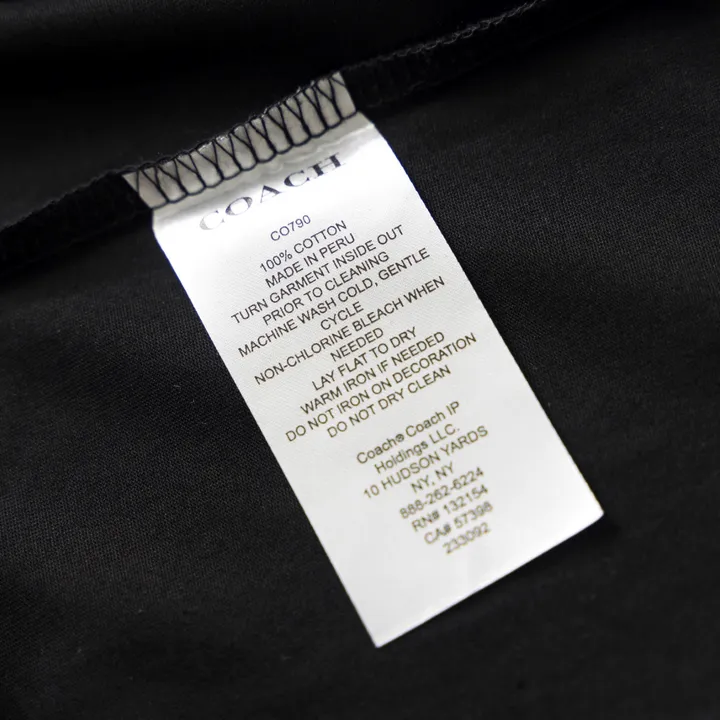 COACH
CO790
100% COTTON
MADE IN PERU
TURN GARMENT INSIDE OUT
PRIOR TO CLEANING
MACHINE WASH COLD, GENTLE
CYCLE
NON-CHLORINE BLEACH WHEN
NEEDED
LAY FLAT TO DRY
WARM IRON IF NEEDED
DO NOT IRON ON DECORATION
DO NOT DRY CLEAN
Coach® Coach IP
Holdings LLC.
10 HUDSON YARDS
NY, NY
888-262-6224
RN# 132154
CA# 57398
233092